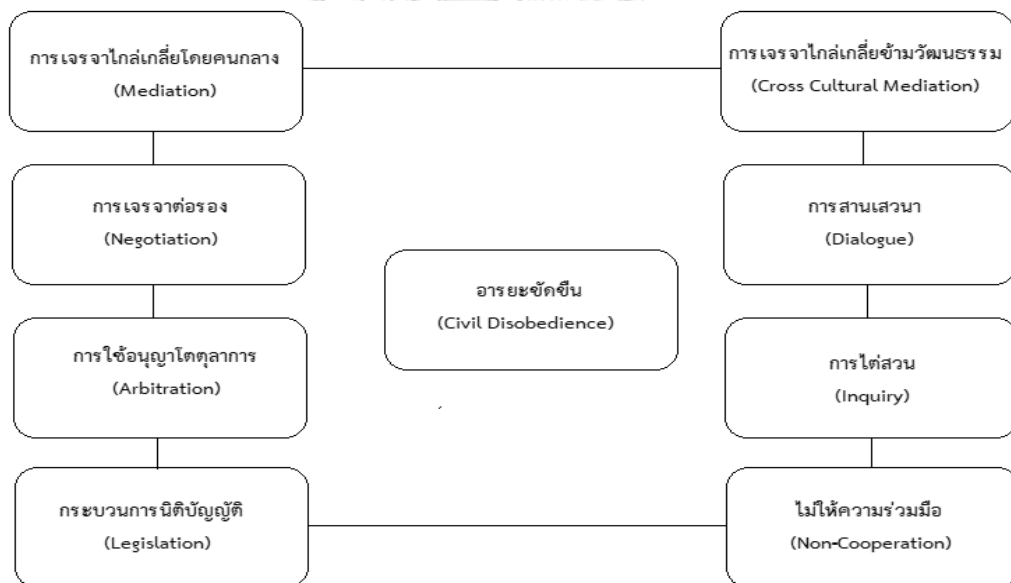 การเจรจาไกล่เกลี่ยโดยคนกลาง
(Mediation)
การเจรจาไกล่เกลี่ยข้ามวัฒนธรรม
(Cross Cultural Mediation)
การเจรจาต่อรอง
(Negotiation)
การสานเสวนา
(Dialogue)
อารยะขัดขืน
(Civil Disobedience)
การใช้อนุญาโตตุลาการ
(Arbitration)
การไต่สวน
(Inquiry)
กระบวนการนิติบัญญัติ
(Legislation)
ไม่ให้ความร่วมมือ
(Non-Cooperation)